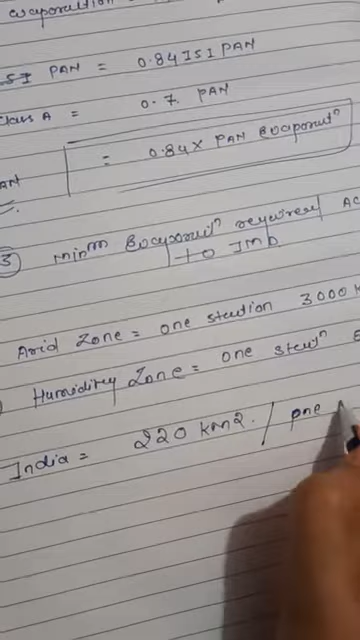 evaporation
ISI PAN = 0.84 ISI PAN
Class A = 0.7. PAN
PAN
= 0.84 x PAN Evaporatn
3 Minm Evaporatn required
to IMD
Arid Zone = one station 3000 K
Humidity Zone = one statn
India = 220 km2. / one